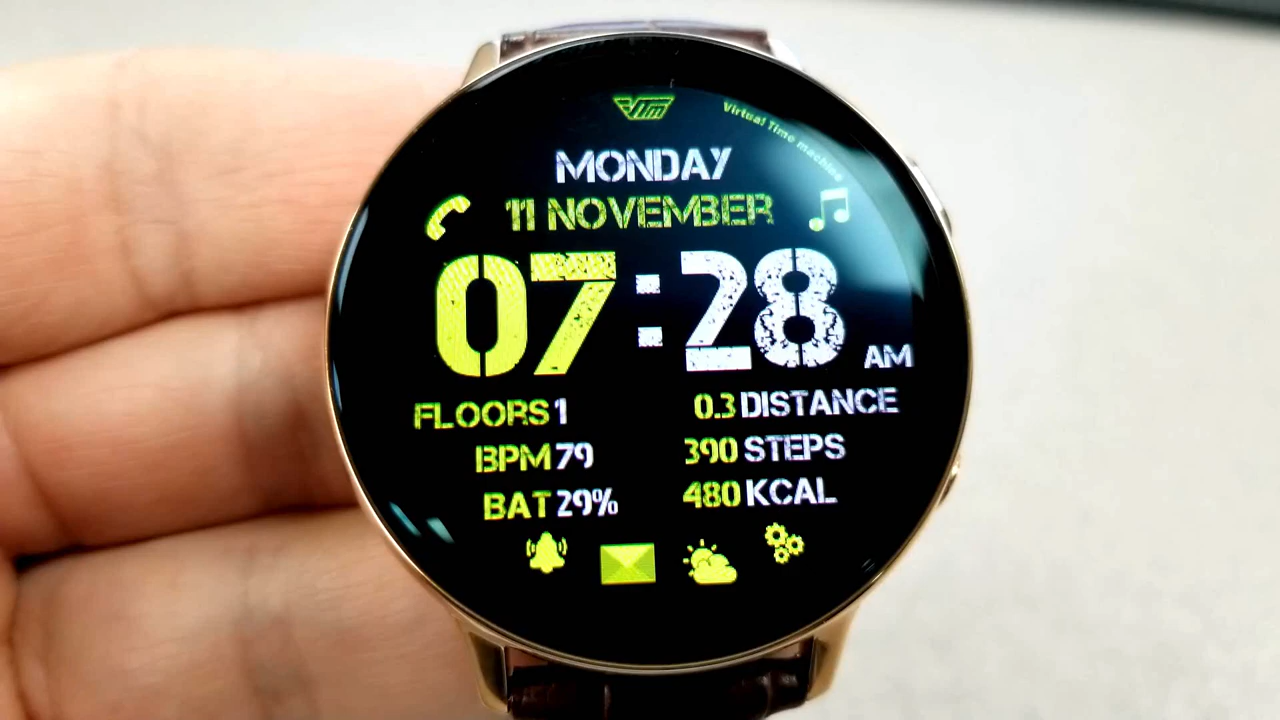 VTm
Virtual Time machine
MONDAY
11 NOVEMBER
07:28
AM
FLOORS 1
0.3 DISTANCE
BPM 79
390 STEPS
BAT 29%
480 KCAL